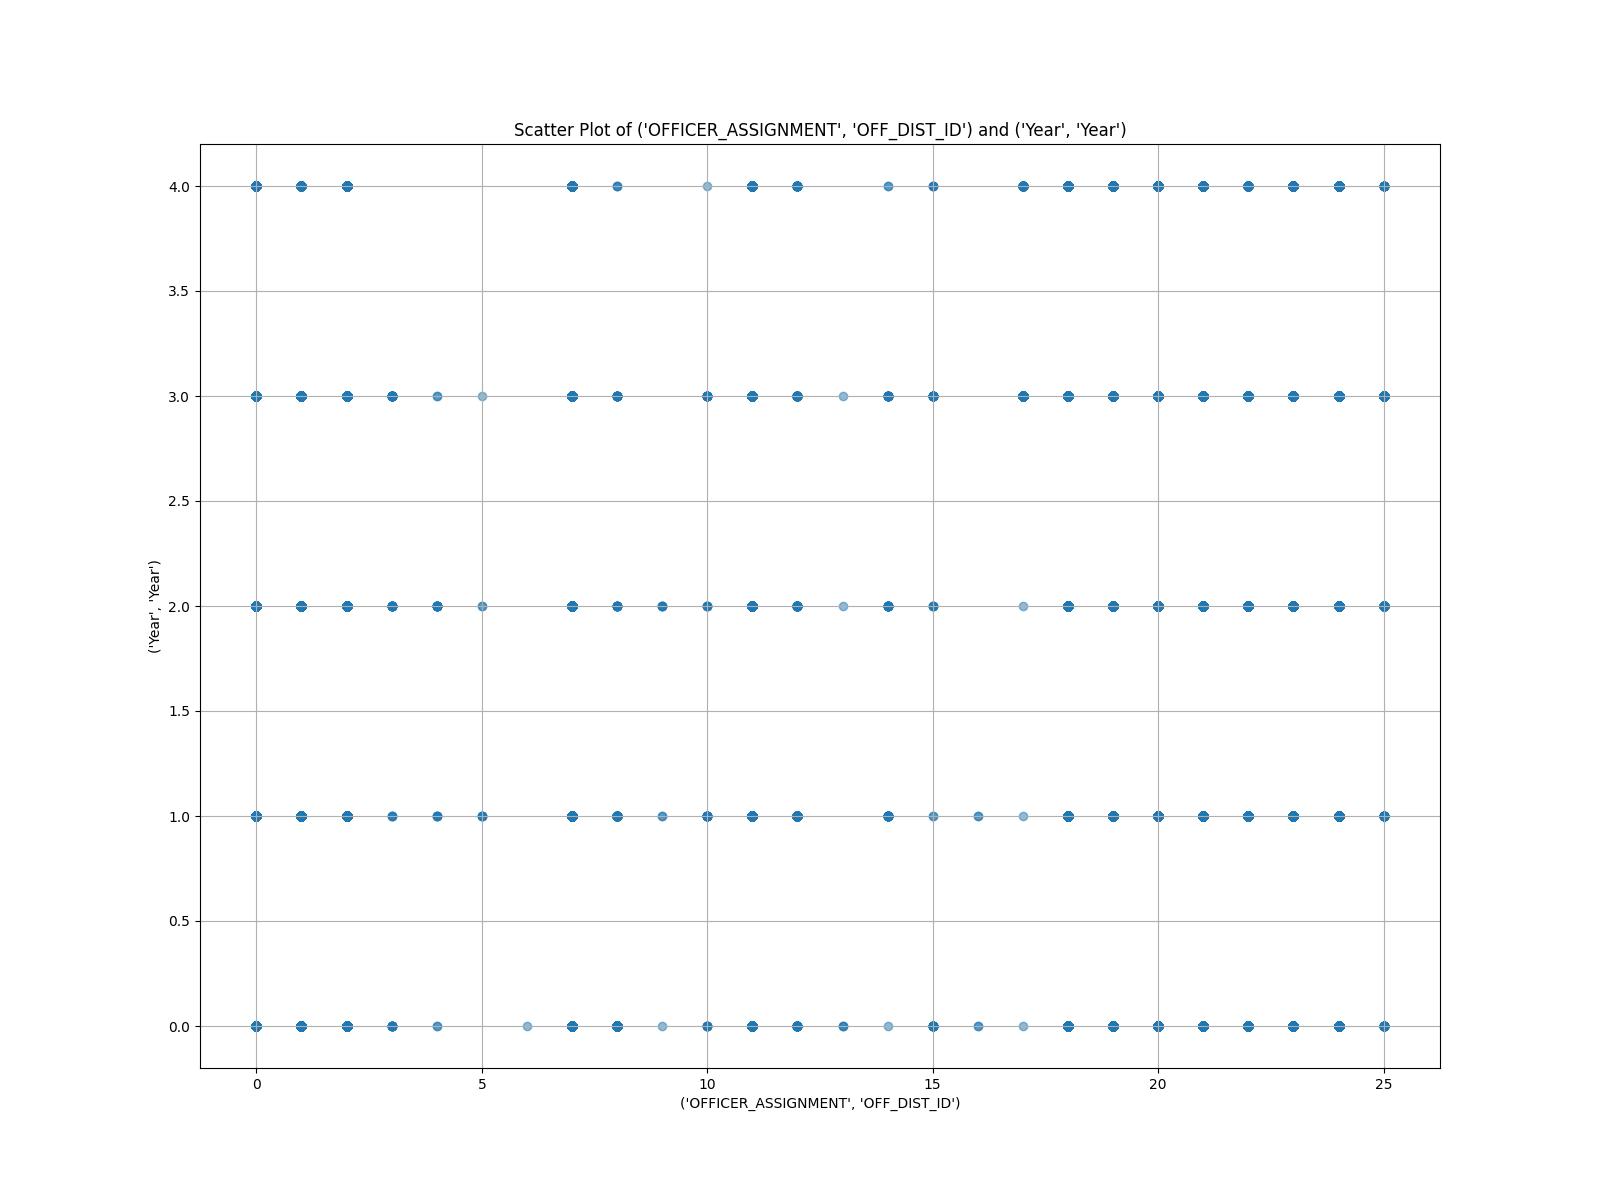 Scatter Plot of ('OFFICER_ASSIGNMENT', 'OFF_DIST_ID') and ('Year', 'Year')
4.0
3.5
3.0
2.5
2.0
1.5
1.0
0.5
0.0
('Year', 'Year')
0 5 10 15 20 25
('OFFICER_ASSIGNMENT', 'OFF_DIST_ID')